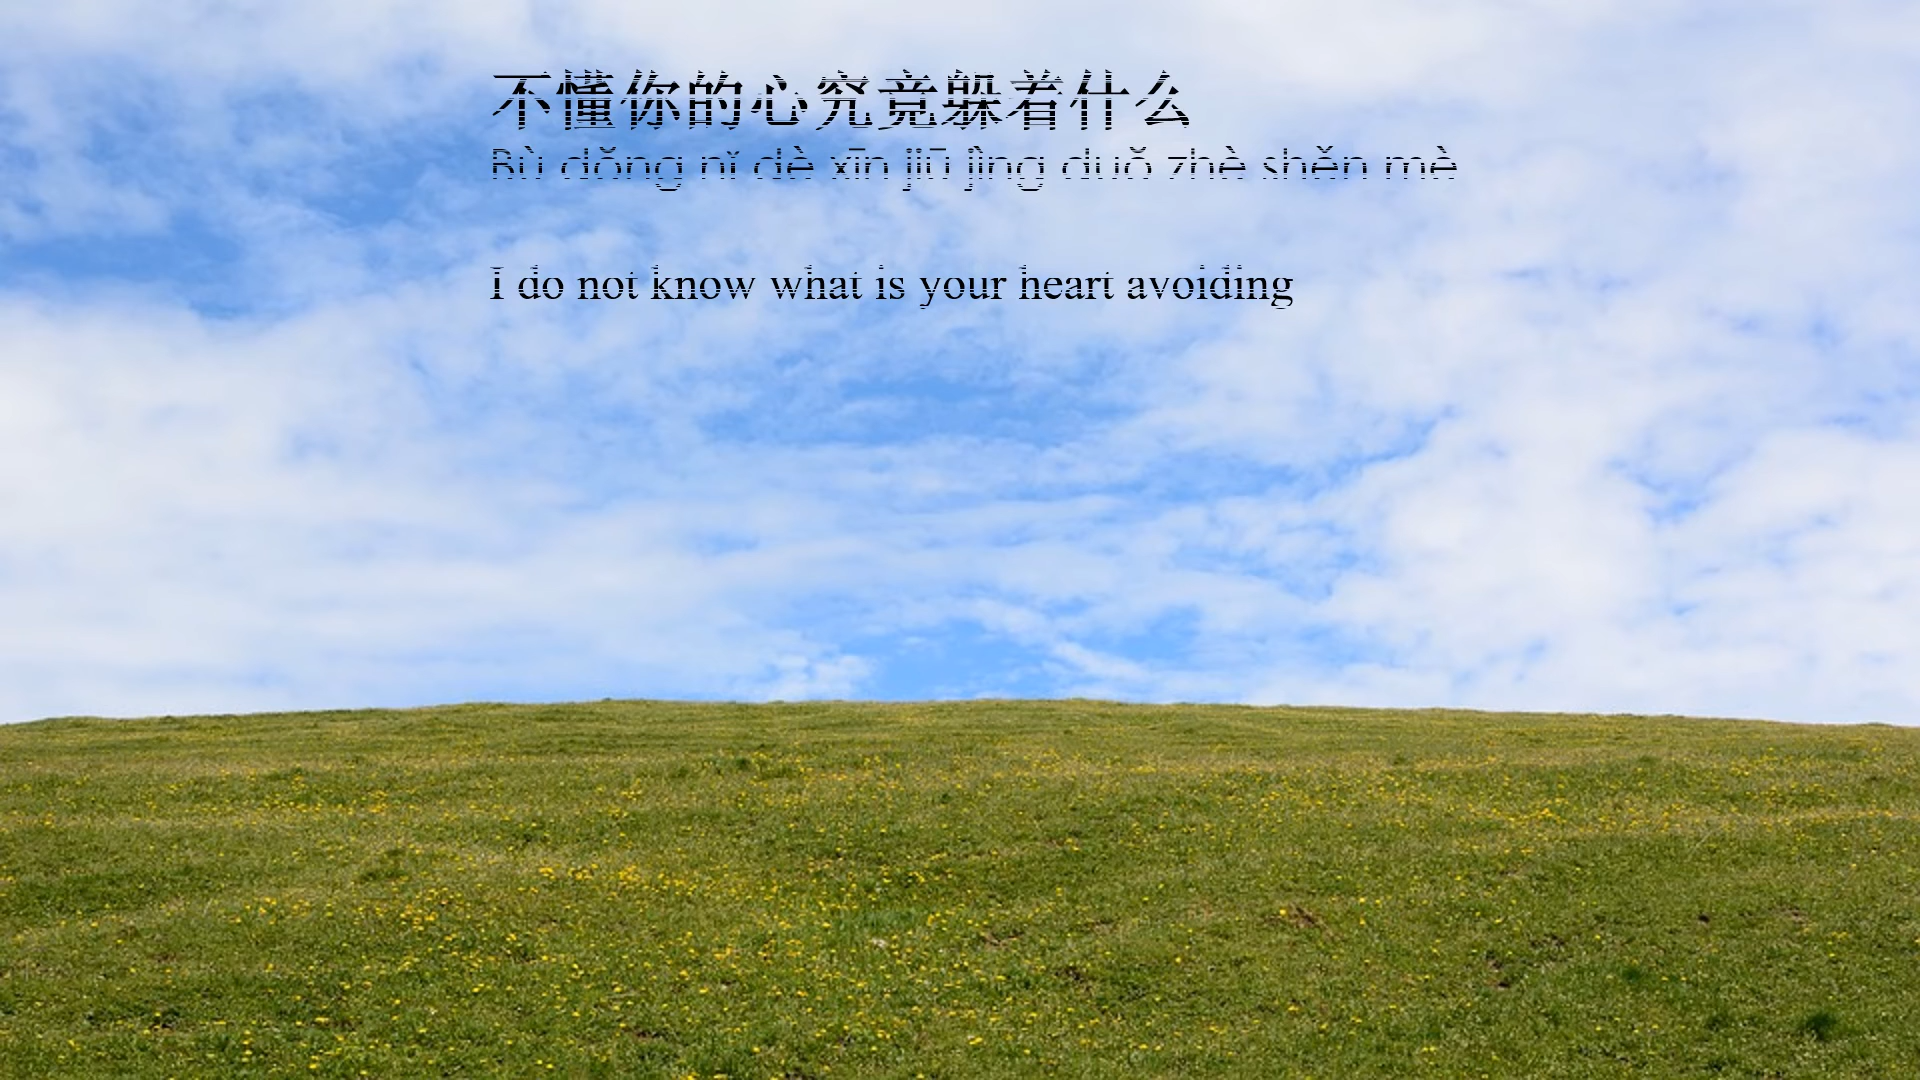 不懂你的心究竟躲着什么
Bù dǒng nǐ dè xīn jiū jìng duǒ zhè shěn mè
I do not know what is your heart avoiding